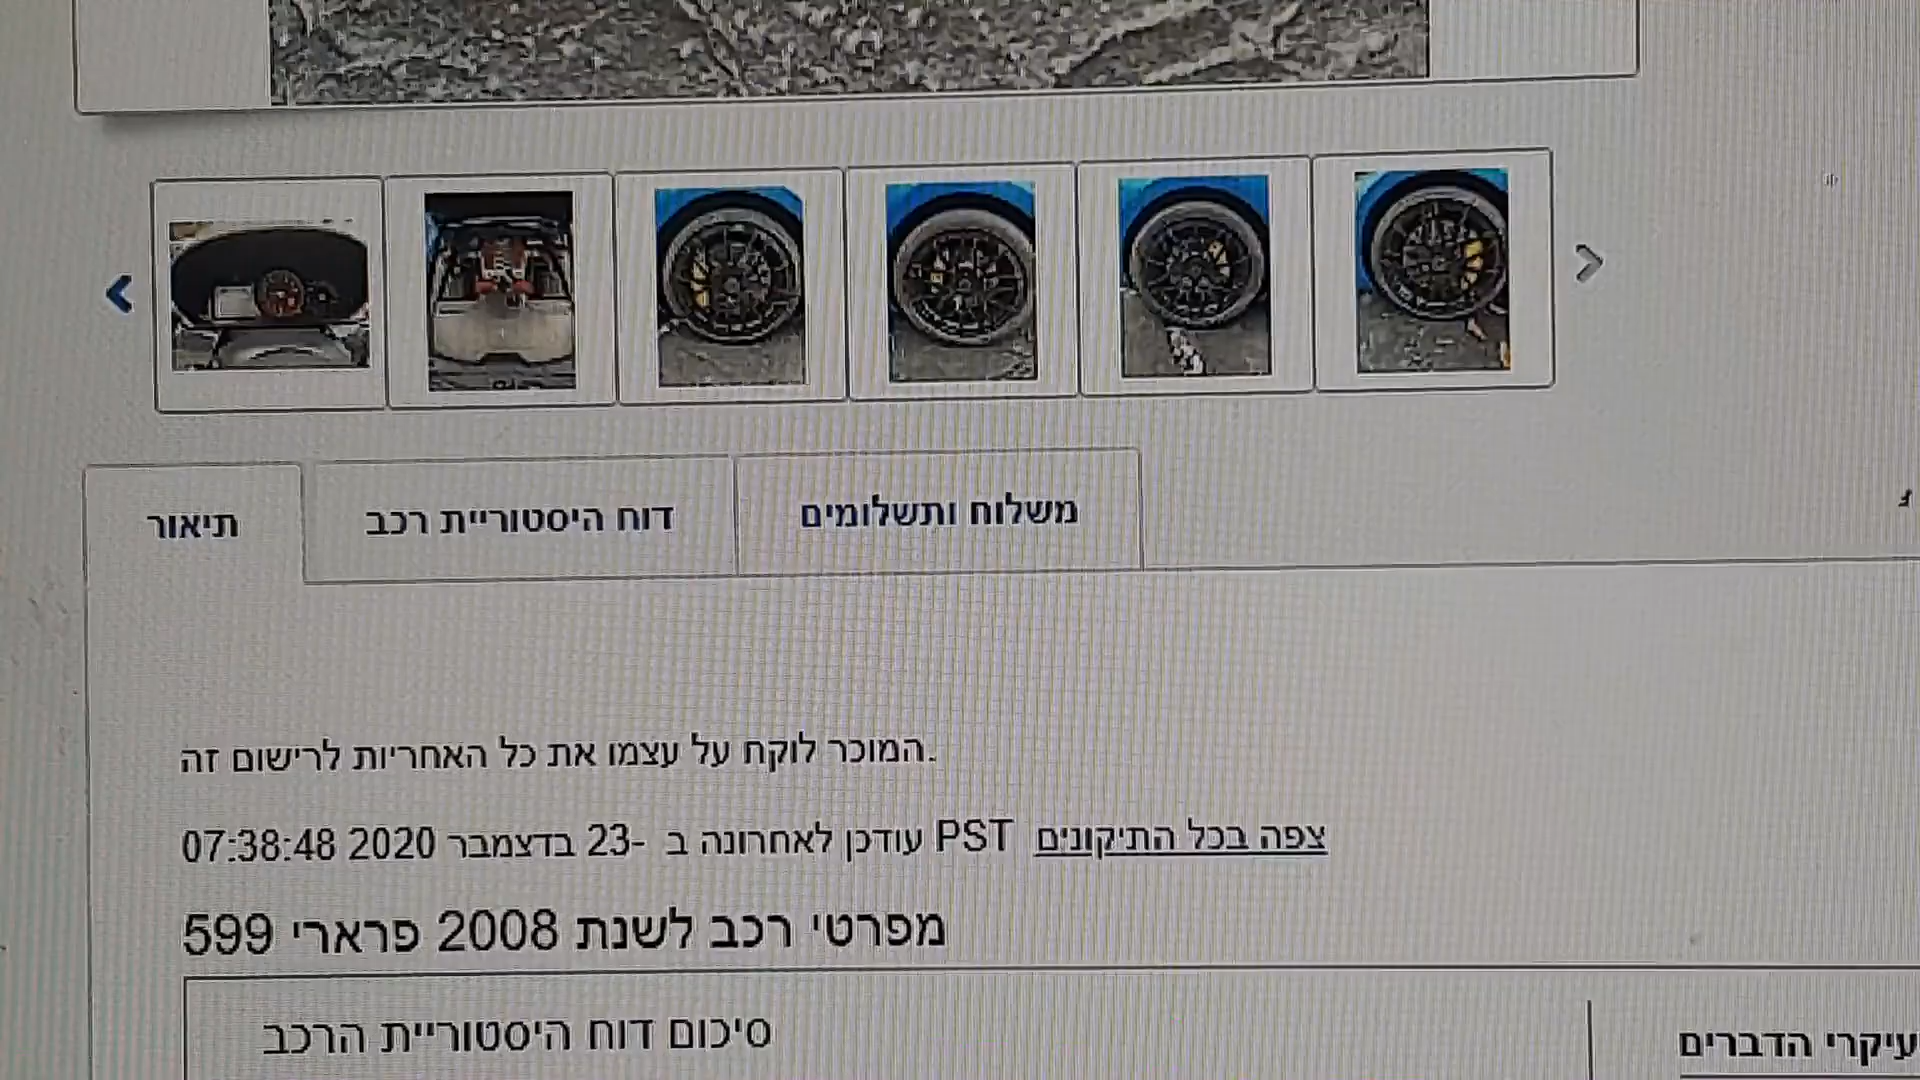 תיאור
דוח היסטוריית רכב
משלוח ותשלומים
המוכר לוקח על עצמו את כל האחריות לרישום זה.
עודכן לאחרונה ב -23 בדצמבר 2020 07:38:48 PST צפה בכל התיקונים
מפרטי רכב לשנת 2008 פרארי 599
סיכום דוח היסטוריית הרכב
עיקרי הדברים